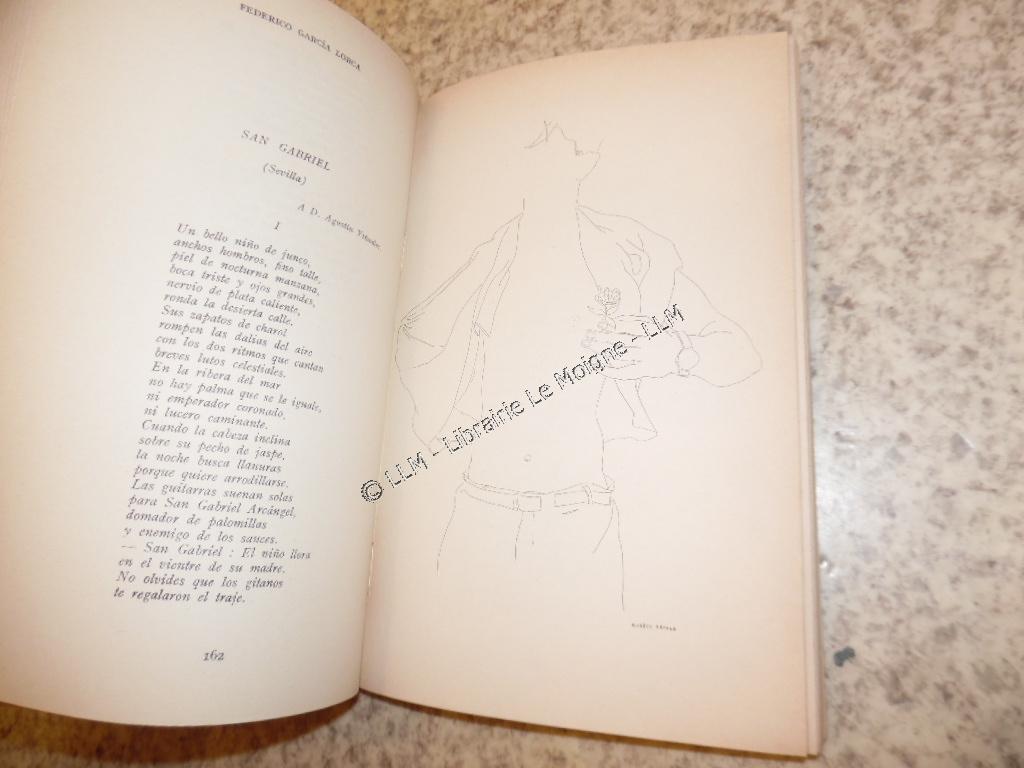 FEDERICO GARCÍA LORCA
SAN GABRIEL
(Sevilla)
A D. Agustín Viñuales.
I
Un bello niño de junco,
anchos hombros, fino talle,
piel de nocturna manzana,
boca triste y ojos grandes,
nervio de plata caliente,
ronda la desierta calle.
Sus zapatos de charol
rompen las dalias del aire
con los dos ritmos que cantan
breves lutos celestiales.
En la ribera del mar
no hay palma que se le iguale,
ni emperador coronado,
ni lucero caminante.
Cuando la cabeza inclina
sobre su pecho de jaspe,
la noche busca llanuras
porque quiere arrodillarse.
Las guitarras suenan solas
para San Gabriel Arcángel,
domador de palomillas
y enemigo de los sauces.
— San Gabriel : El niño llora
en el vientre de su madre.
No olvides que los gitanos
te regalaron el traje.
162
© LLM - Librairie Le Moigne - LLM